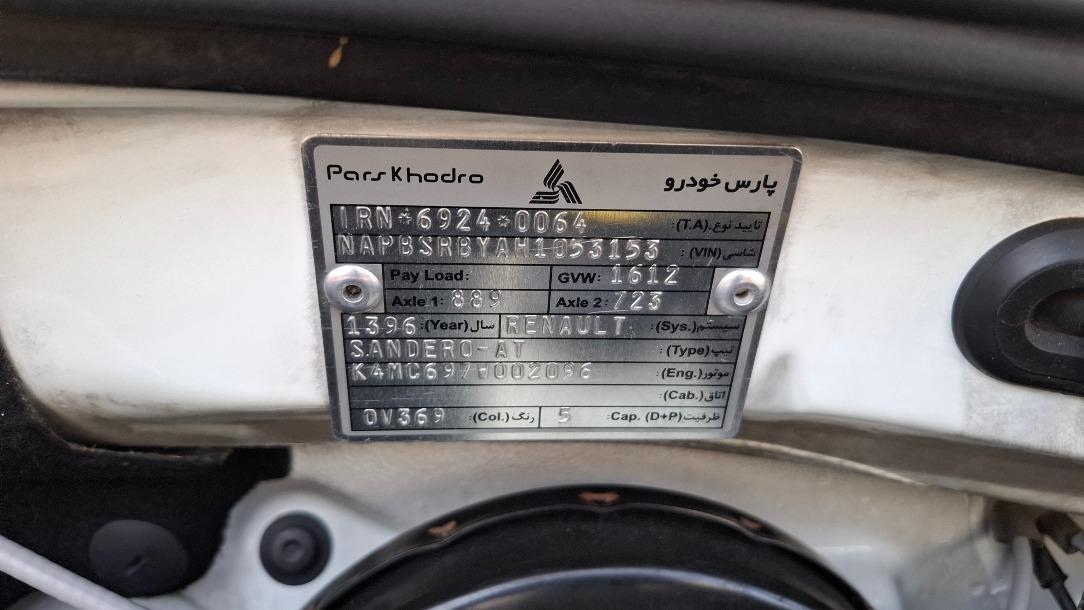 Pars Khodro پارس خودرو
IRN*6924*0064 تایید نوع.(T.A):
NAPBSRBYAH1053153 شاسی(VIN):
Pay Load: GVW: 1612
Axle 1: 889 Axle 2: 723
1396 سال(Year): RENAULT سیستم(Sys.):
SANDERO-AT تیپ(Type):
موتور(Eng.):
اتاق(Cab.):
OV369 رنگ(Col.): 5 ظرفیت Cap. (D+P):